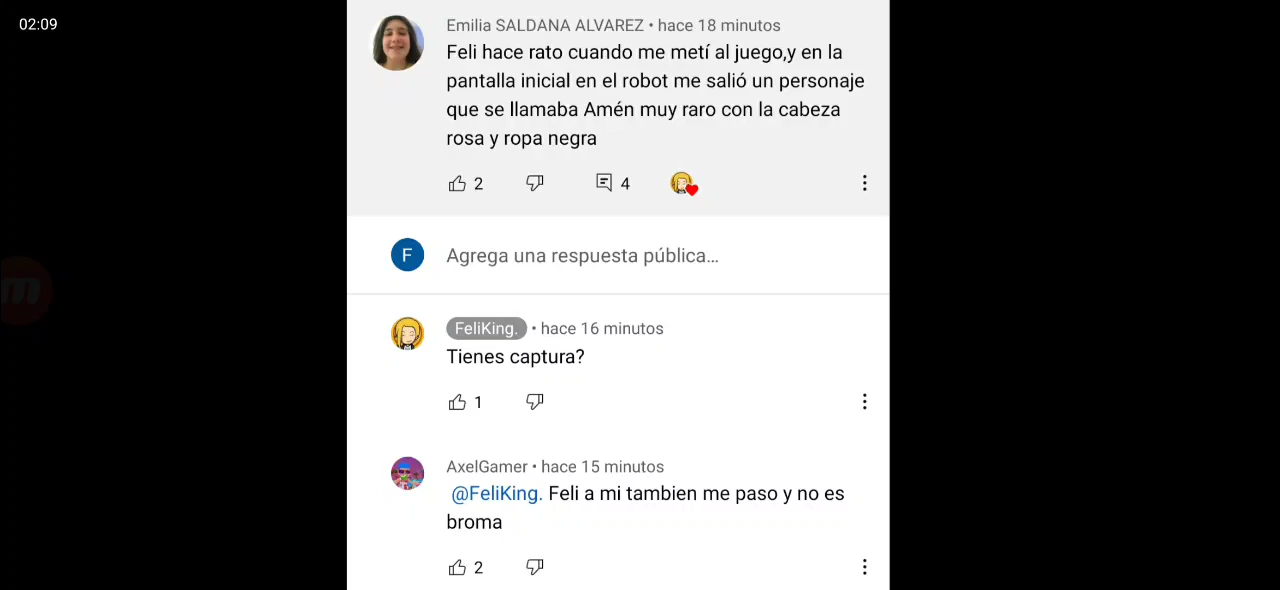 02:09
Emilia SALDANA ALVAREZ • hace 18 minutos
Feli hace rato cuando me metí al juego,y en la
pantalla inicial en el robot me salió un personaje
que se llamaba Amén muy raro con la cabeza
rosa y ropa negra
2 4
F Agrega una respuesta pública...
FeliKing. • hace 16 minutos
Tienes captura?
1
AxelGamer • hace 15 minutos
@FeliKing. Feli a mi tambien me paso y no es
broma
2